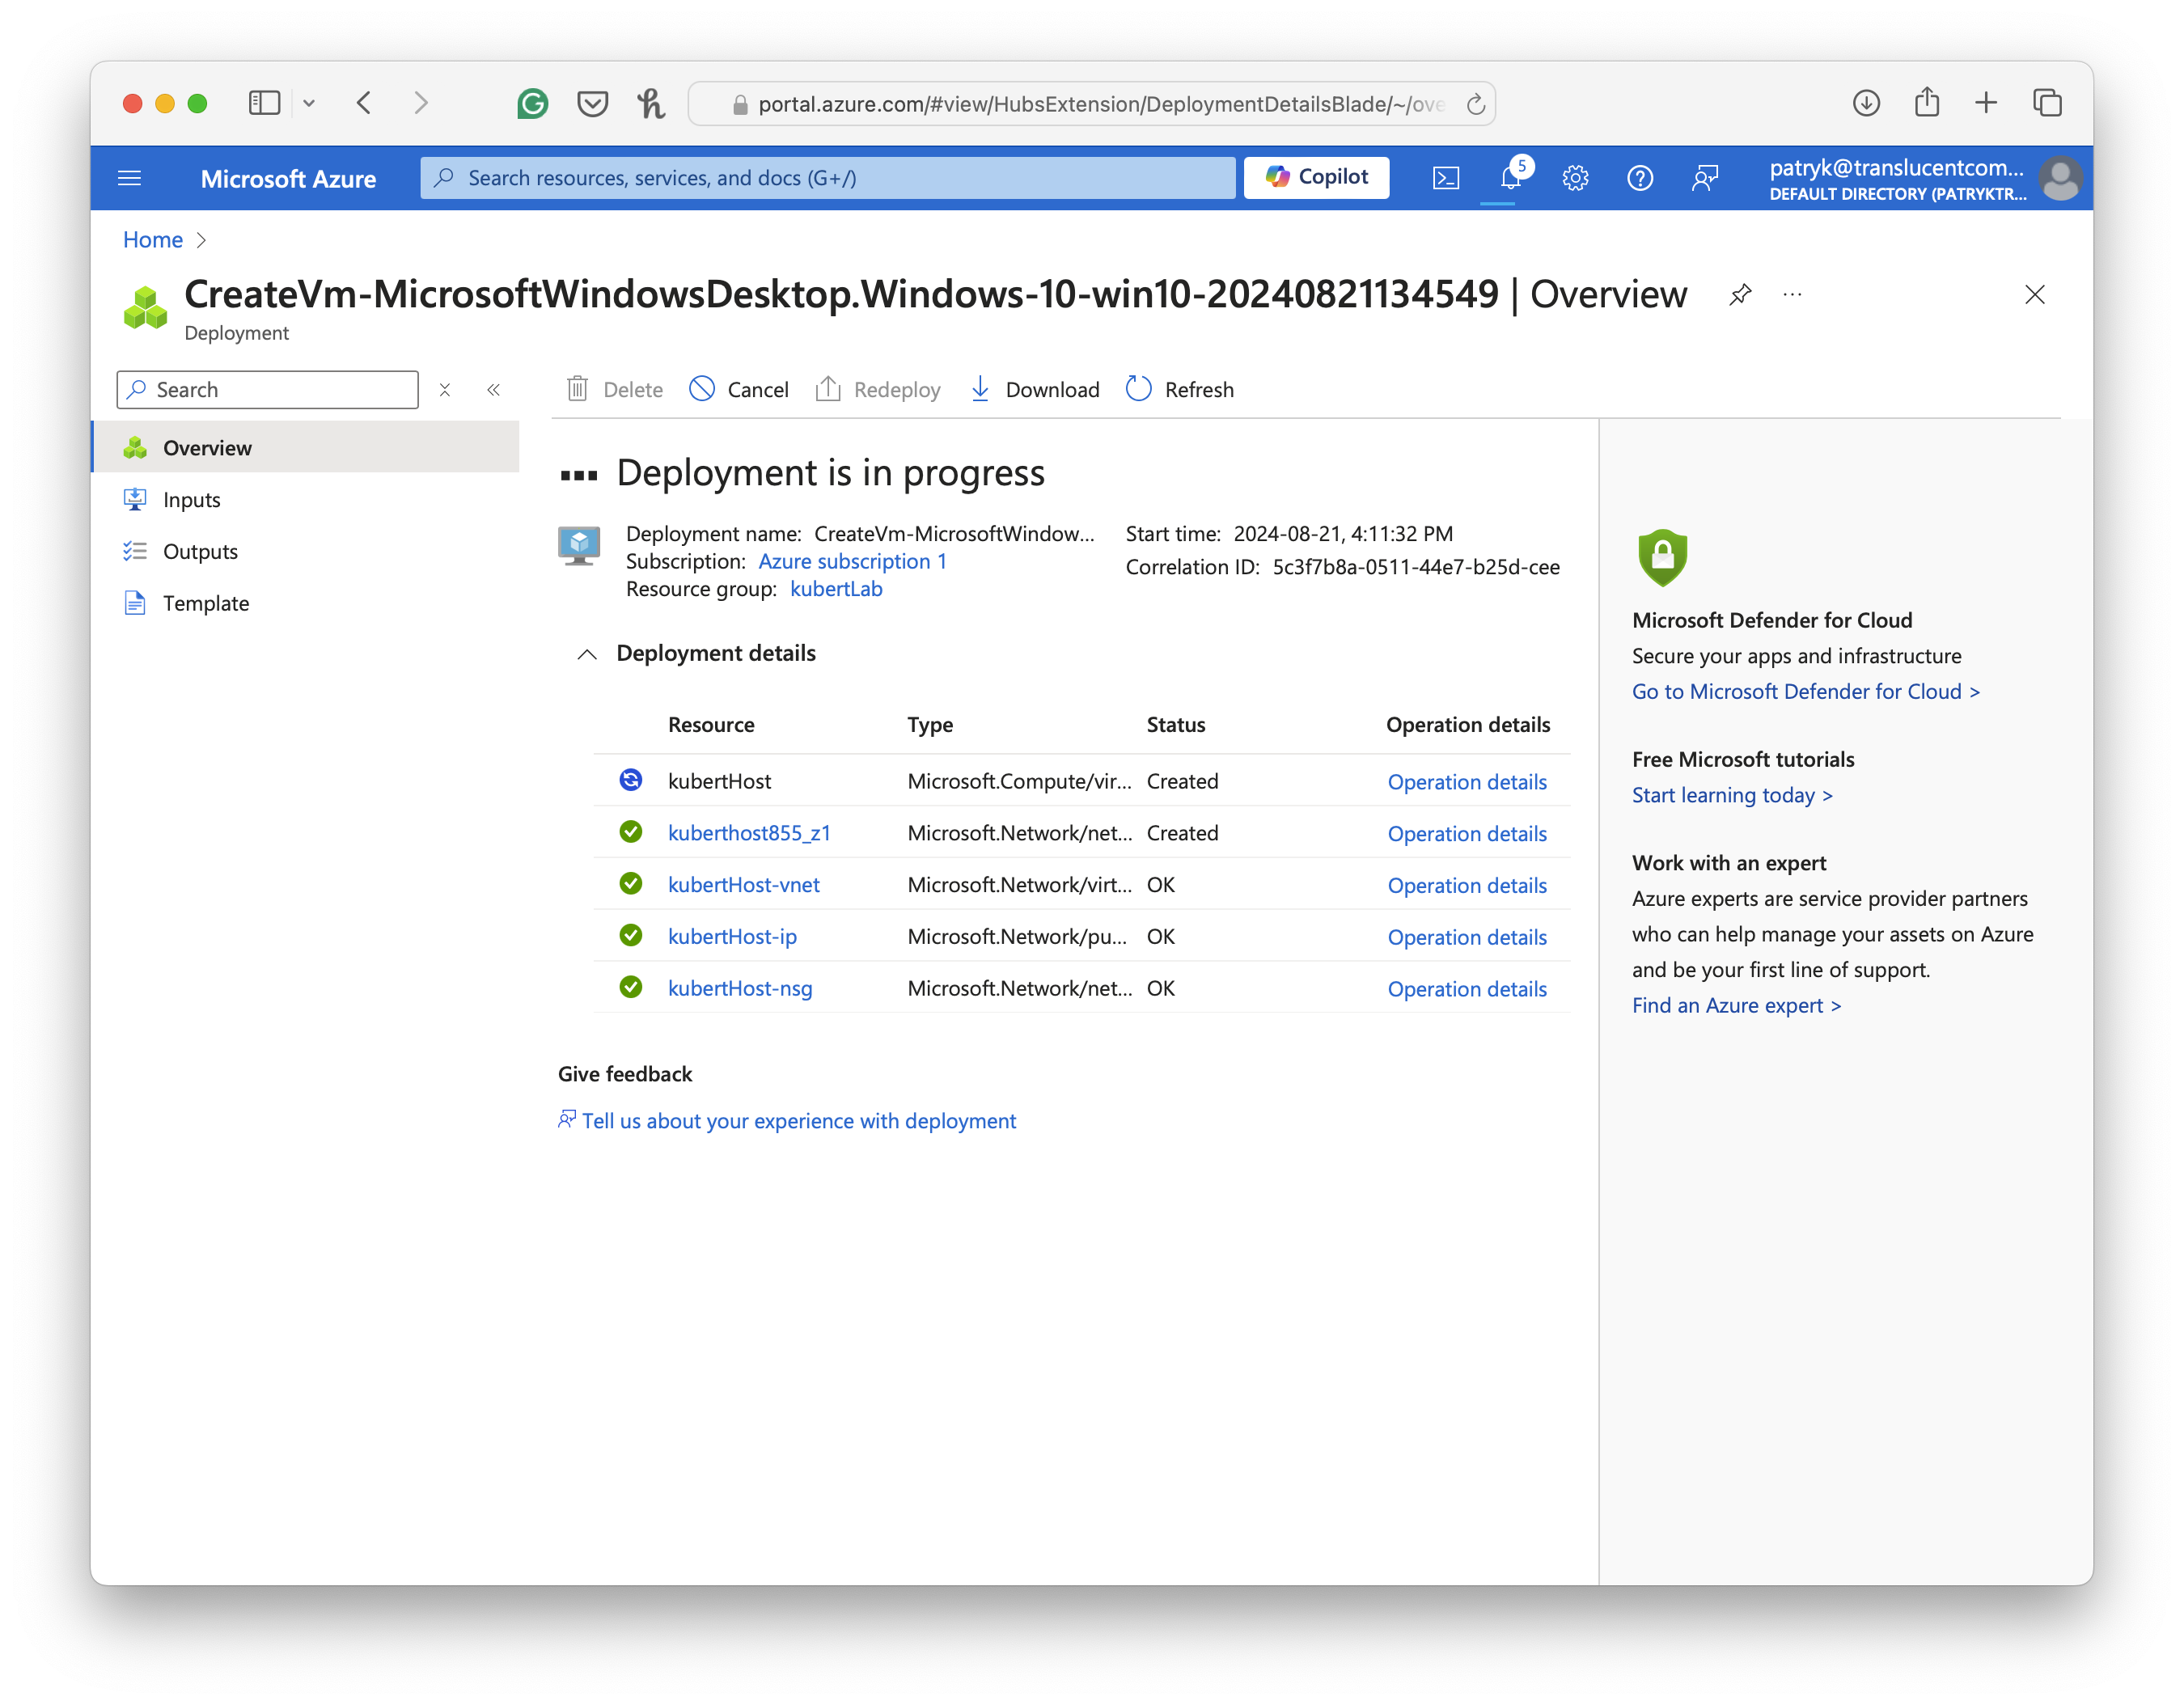 portal.azure.com/#view/HubsExtension/DeploymentDetailsBlade/~/ove
Microsoft Azure
Search resources, services, and docs (G+/)
Copilot
5
patryk@translucentcom...
DEFAULT DIRECTORY (PATRYKTR...
Home
CreateVm-MicrosoftWindowsDesktop.Windows-10-win10-20240821134549 | Overview
Deployment
Search
Delete
Cancel
Redeploy
Download
Refresh
Overview
Inputs
Outputs
Template
Deployment is in progress
Deployment name: CreateVm-MicrosoftWindow...
Subscription: Azure subscription 1
Resource group: kubertLab
Start time: 2024-08-21, 4:11:32 PM
Correlation ID: 5c3f7b8a-0511-44e7-b25d-cee
Deployment details
Resource Type Status Operation details
kubertHost Microsoft.Compute/vir... Created Operation details
kuberthost855_z1 Microsoft.Network/net... Created Operation details
kubertHost-vnet Microsoft.Network/virt... OK Operation details
kubertHost-ip Microsoft.Network/pu... OK Operation details
kubertHost-nsg Microsoft.Network/net... OK Operation details
Give feedback
Tell us about your experience with deployment
Microsoft Defender for Cloud
Secure your apps and infrastructure
Go to Microsoft Defender for Cloud >
Free Microsoft tutorials
Start learning today >
Work with an expert
Azure experts are service provider partners
who can help manage your assets on Azure
and be your first line of support.
Find an Azure expert >